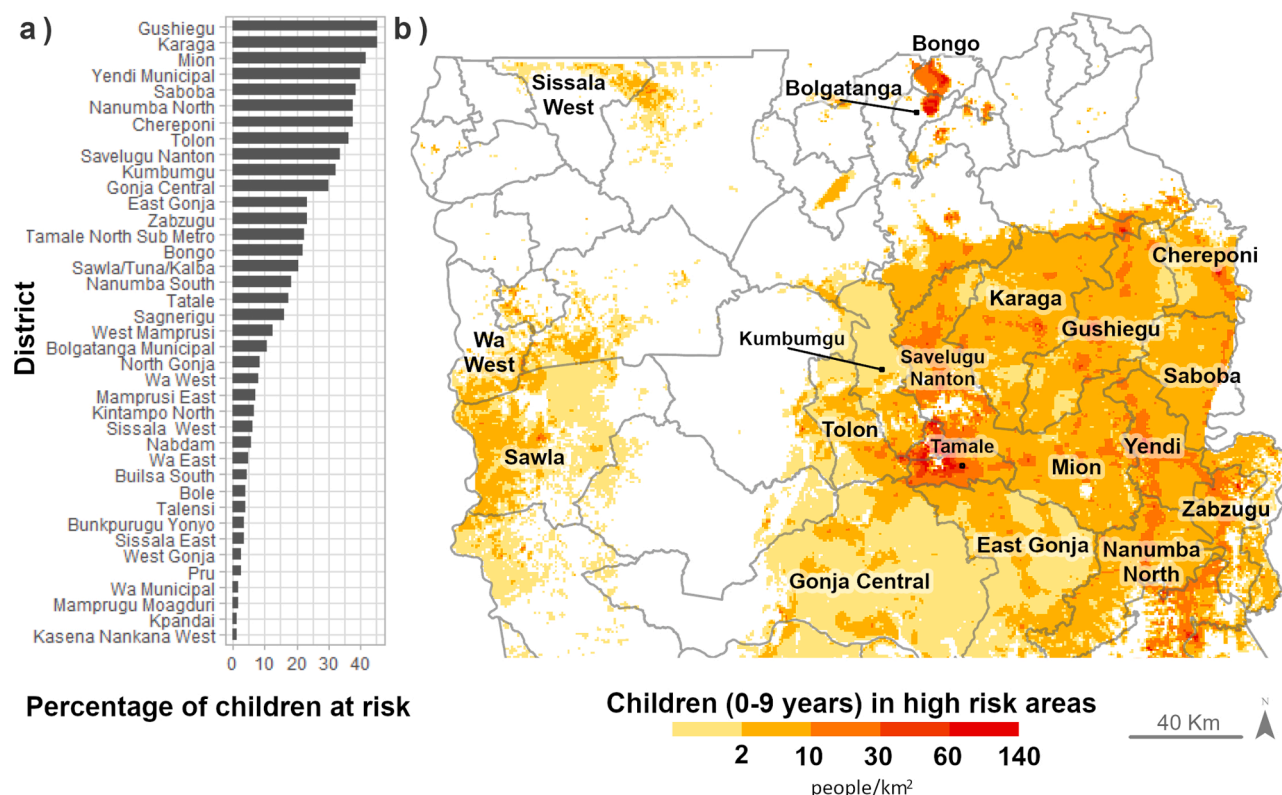 a )
District
Gushiegu
Karaga
Mion
Yendi Municipal
Saboba
Nanumba North
Chereponi
Tolon
Savelugu Nanton
Kumbumgu
Gonja Central
East Gonja
Zabzugu
Tamale North Sub Metro
Bongo
Sawla/Tuna/Kalba
Nanumba South
Tatale
Sagnerigu
West Mamprusi
Bolgatanga Municipal
North Gonja
Wa West
Mamprusi East
Kintampo North
Sissala West
Nabdam
Wa East
Builsa South
Bole
Talensi
Bunkpurugu Yonyo
Sissala East
West Gonja
Pru
Wa Municipal
Mamprugu Moagduri
Kpandai
Kasena Nankana West
0 10 20 30 40
Percentage of children at risk
b )
Bongo
Sissala
West
Bolgatanga
Chereponi
Karaga
Gushiegu
Kumbumgu
Wa
West
Savelugu
Nanton
Saboba
Tolon
Tamale
Yendi
Sawla
Mion
Zabzugu
East Gonja
Nanumba
North
Gonja Central
Children (0-9 years) in high risk areas
2 10 30 60 140
people/km²
40 Km
N